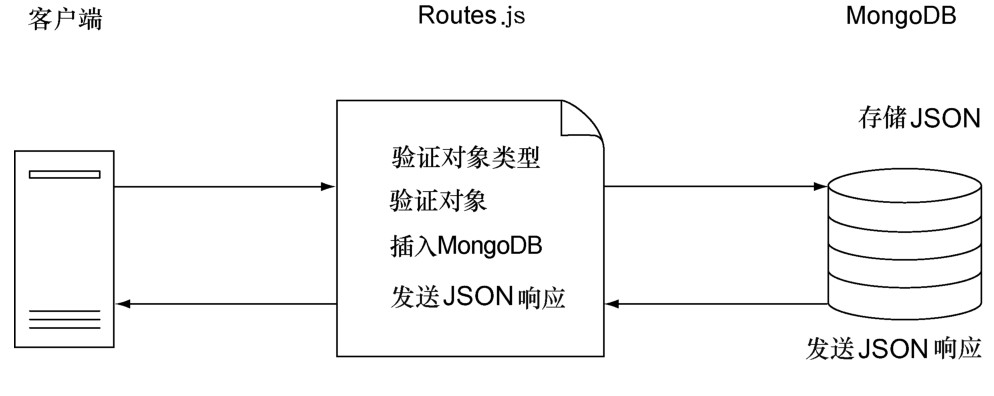 客户端
Routes.js
MongoDB
验证对象类型
验证对象
插入MongoDB
发送JSON响应
存储JSON
发送JSON响应